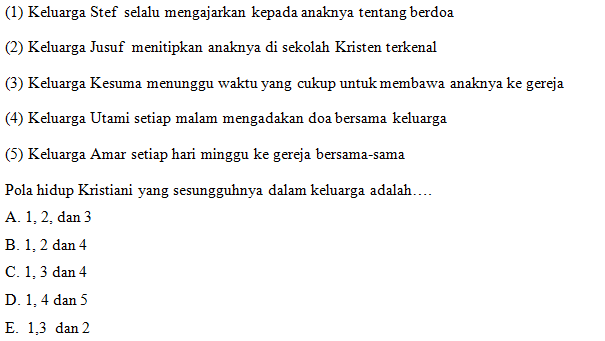 (1) Keluarga Stef selalu mengajarkan kepada anaknya tentang berdoa
(2) Keluarga Jusuf menitipkan anaknya di sekolah Kristen terkenal
(3) Keluarga Kesuma menunggu waktu yang cukup untuk membawa anaknya ke gereja
(4) Keluarga Utami setiap malam mengadakan doa bersama keluarga
(5) Keluarga Amar setiap hari minggu ke gereja bersama-sama
Pola hidup Kristiani yang sesungguhnya dalam keluarga adalah….
A. 1, 2, dan 3
B. 1, 2 dan 4
C. 1, 3 dan 4
D. 1, 4 dan 5
E. 1,3 dan 2